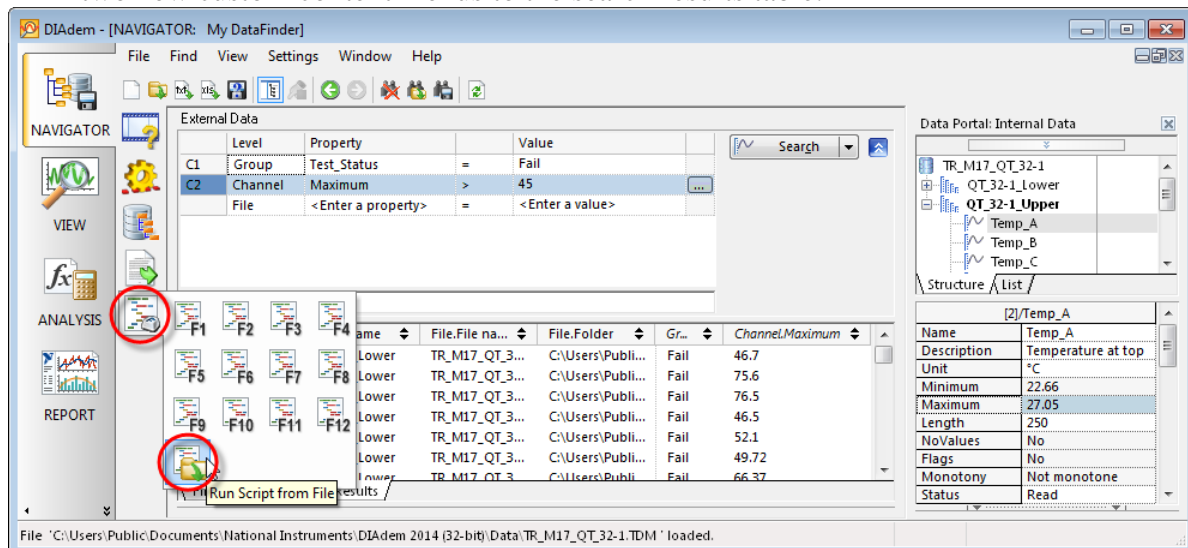 DIAdem - [NAVIGATOR: My DataFinder]
File Find View Settings Window Help
NAVIGATOR
VIEW
ANALYSIS
REPORT
External Data
Level Property Value
C1 Group Test_Status = Fail
C2 Channel Maximum > 45 ...
File <Enter a property> = <Enter a value>
Search
F1 F2 F3 F4
F5 F6 F7 F8
F9 F10 F11 F12
Run Script from File
ame File.File na... File.Folder Gr... Channel.Maximum
Lower TR_M17_QT_3... C:\Users\Publi... Fail 46.7
Lower TR_M17_QT_3... C:\Users\Publi... Fail 75.6
Lower TR_M17_QT_3... C:\Users\Publi... Fail 76.5
Lower TR_M17_QT_3... C:\Users\Publi... Fail 46.5
Lower TR_M17_QT_3... C:\Users\Publi... Fail 52.1
Lower TR_M17_QT_3... C:\Users\Publi... Fail 49.72
Lower TR_M17_QT_3... C:\Users\Publi... Fail 66.37
esults
Data Portal: Internal Data
TR_M17_QT_32-1
QT_32-1_Lower
QT_32-1_Upper
Temp_A
Temp_B
Temp_C
Structure List
[2]/Temp_A
Name Temp_A
Description Temperature at top
Unit °C
Minimum 22.66
Maximum 27.05
Length 250
NoValues No
Flags No
Monotony Not monotone
Status Read
File 'C:\Users\Public\Documents\National Instruments\DIAdem 2014 (32-bit)\Data\TR_M17_QT_32-1.TDM ' loaded.